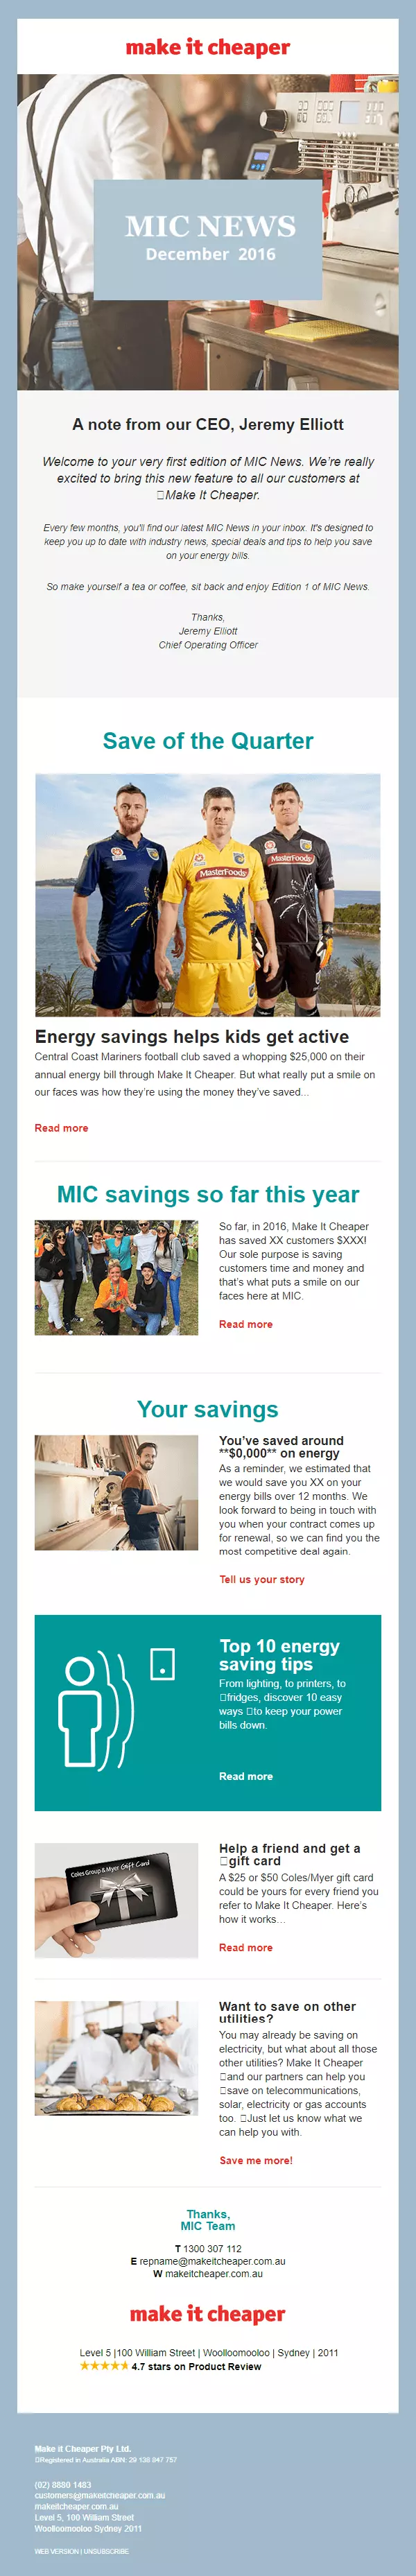 make it cheaper
MIC NEWS
December 2016
A note from our CEO, Jeremy Elliott
Welcome to your very first edition of MIC News. We're really
excited to bring this new feature to all our customers at
Make It Cheaper.
Every few months, you'll find our latest MIC News in your inbox. It's designed to
keep you up to date with industry news, special deals and tips to help you save
on your energy bills.
So make yourself a tea or coffee, sit back and enjoy Edition 1 of MIC News.
Thanks,
Jeremy Elliott
Chief Operating Officer
Save of the Quarter
MasterFoods
MasterFoods
Energy savings helps kids get active
Central Coast Mariners football club saved a whopping $25,000 on their
annual energy bill through Make It Cheaper. But what really put a smile on
our faces was how they're using the money they've saved...
Read more
MIC savings so far this year
So far, in 2016, Make It Cheaper
has saved XX customers $XXX!
Our sole purpose is saving
customers time and money and
that's what puts a smile on our
faces here at MIC.
Read more
Your savings
You've saved around
**$0,000** on energy
As a reminder, we estimated that
we would save you XX on your
energy bills over 12 months. We
look forward to being in touch with
you when your contract comes up
for renewal, so we can find you the
most competitive deal again.
Tell us your story
Top 10 energy
saving tips
From lighting, to printers, to
fridges, discover 10 easy
ways to keep your power
bills down.
Read more
Coles Group & Myer Gift Card
Help a friend and get a
gift card
A $25 or $50 Coles/Myer gift card
could be yours for every friend you
refer to Make It Cheaper. Here's
how it works...
Read more
Want to save on other
utilities?
You may already be saving on
electricity, but what about all those
other utilities? Make It Cheaper
and our partners can help you
save on telecommunications,
solar, electricity or gas accounts
too. Just let us know what we
can help you with.
Save me more!
Thanks,
MIC Team
T 1300 307 112
E repname@makeitcheaper.com.au
W makeitcheaper.com.au
make it cheaper
Level 5 |100 William Street | Woolloomooloo | Sydney | 2011
4.7 stars on Product Review
Make it Cheaper Pty Ltd.
Registered in Australia ABN: 29 138 847 757
(02) 8880 1483
customers@makeitcheaper.com.au
makeitcheaper.com.au
Level 5, 100 William Street
Woolloomooloo Sydney 2011
WEB VERSION | UNSUBSCRIBE